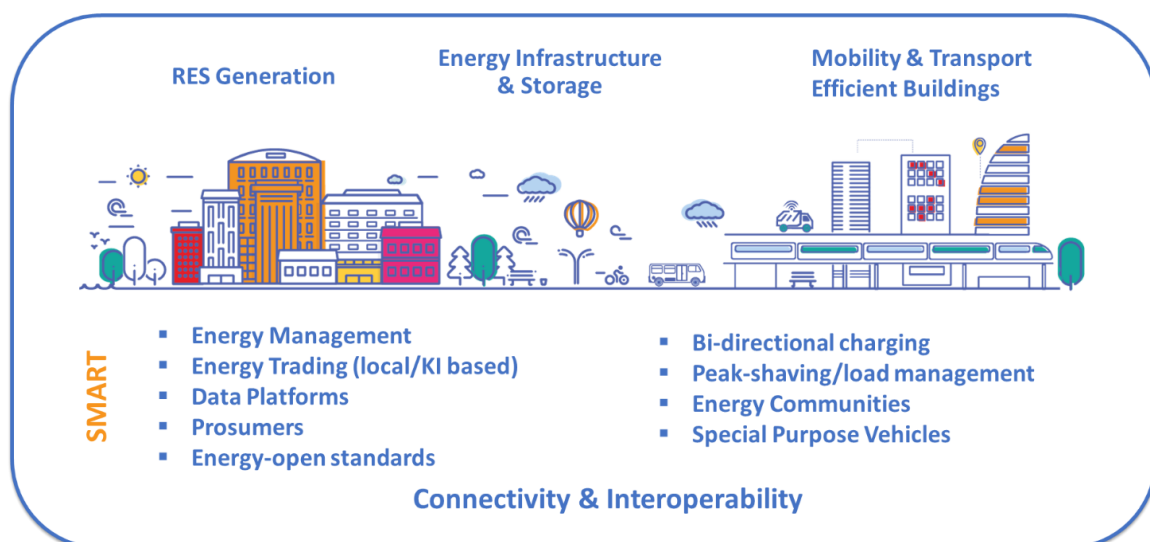 RES Generation
Energy Infrastructure
& Storage
Mobility & Transport
Efficient Buildings
SMART
▪ Energy Management
▪ Energy Trading (local/KI based)
▪ Data Platforms
▪ Prosumers
▪ Energy-open standards
▪ Bi-directional charging
▪ Peak-shaving/load management
▪ Energy Communities
▪ Special Purpose Vehicles
Connectivity & Interoperability